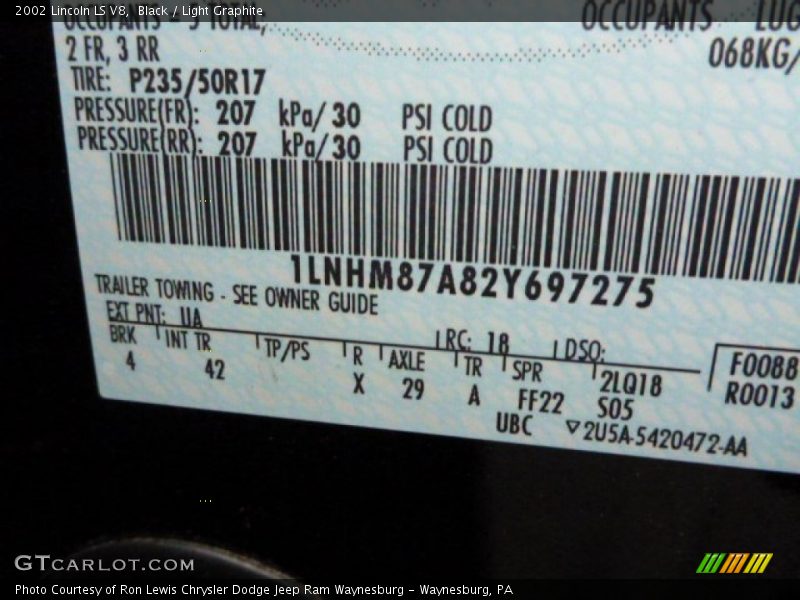 2002 Lincoln LS V8, Black / Light Graphite
OCCUPANTS - 5 TOTAL, OCCUPANTS LUG
2 FR, 3 RR 068KG/
TIRE: P235/50R17
PRESSURE(FR): 207 kPa/ 30 PSI COLD
PRESSURE(RR): 207 kPa/ 30 PSI COLD
1LNHM87A82Y697275
TRAILER TOWING - SEE OWNER GUIDE
EXT PNT: UA RC: 18 DSO:
BRK INT TR TP/PS R AXLE TR SPR 2LQ18 F0088
4 42 X 29 A FF22 S05 R0013
UBC ▽2U5A-5420472-AA
GTCARLOT.COM
Photo Courtesy of Ron Lewis Chrysler Dodge Jeep Ram Waynesburg - Waynesburg, PA